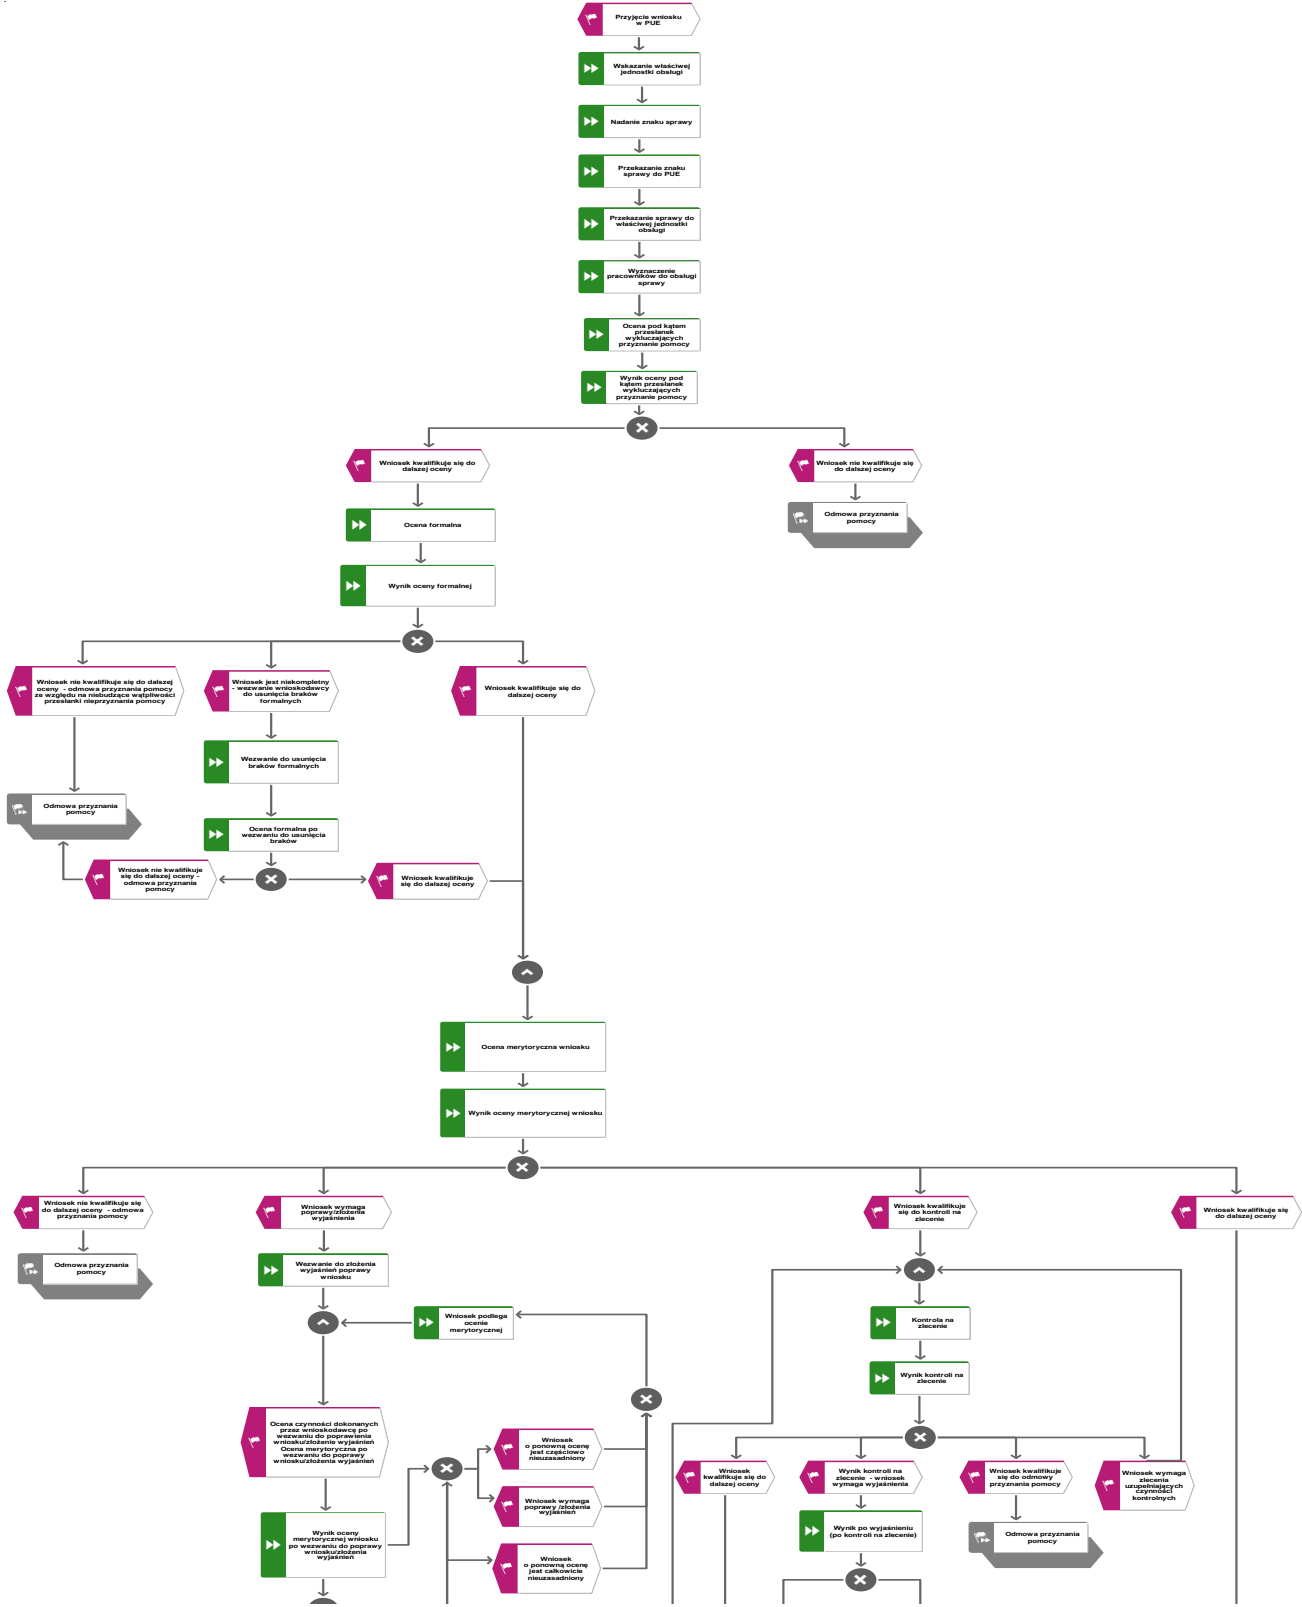 Przyjęcie wniosku
w PUE
Wskazanie właściwej
jednostki obsługi
Nadanie znaku sprawy
Przekazanie znaku
sprawy do PUE
Przekazanie sprawy do
właściwej jednostki
obsługi
Wyznaczenie
pracowników do obsługi
sprawy
Ocena pod kątem
przesłanek
wykluczających
przyznanie pomocy
Wynik oceny pod
kątem przesłanek
wykluczających
przyznanie pomocy
Wniosek kwalifikuje się do
dalszej oceny
Wniosek nie kwalifikuje się
do dalszej oceny
Ocena formalna
Odmowa przyznania
pomocy
Wynik oceny formalnej
Wniosek nie kwalifikuje się do dalszej
oceny - odmowa przyznania pomocy
ze względu na niebudzące wątpliwości
przesłanki nieprzyznania pomocy
Wniosek jest niekompletny
- wezwanie wnioskodawcy
do usunięcia braków
formalnych
Wniosek kwalifikuje się do
dalszej oceny
Wezwanie do usunięcia
braków formalnych
Odmowa przyznania
pomocy
Ocena formalna po
wezwaniu do usunięcia
braków
Wniosek nie kwalifikuje
się do dalszej oceny -
odmowa przyznania
pomocy
Wniosek kwalifikuje
się do dalszej oceny
Ocena merytoryczna wniosku
Wynik oceny merytorycznej wniosku
Wniosek nie kwalifikuje się
do dalszej oceny - odmowa
przyznania pomocy
Wniosek wymaga
poprawy/złożenia
wyjaśnienia
Wniosek kwalifikuje
się do kontroli na
zlecenie
Wniosek kwalifikuje się
do dalszej oceny
Odmowa przyznania
pomocy
Wezwanie do złożenia
wyjaśnień poprawy
wniosku
Wniosek podlega
ocenie
merytorycznej
Kontrola na
zlecenie
Wynik kontroli na
zlecenie
Ocena czynności dokonanych
przez wnioskodawcę po
wezwaniu do poprawienia
wniosku/złożenie wyjaśnień
Ocena merytoryczna po
wezwaniu do poprawy
wniosku/złożenia wyjaśnień
Wniosek
o ponowną ocenę
jest częściowo
nieuzasadniony
Wniosek
kwalifikuje się do
dalszej oceny
Wynik kontroli na
zlecenie - wniosek
wymaga wyjaśnienia
Wniosek kwalifikuje
się do odmowy
przyznania pomocy
Wniosek wymaga
zlecenia
uzupełniających
czynności
kontrolnych
Wniosek wymaga
poprawy /złożenia
wyjaśnień
Wynik po wyjaśnieniu
(po kontroli na zlecenie)
Odmowa przyznania
pomocy
Wynik oceny
merytorycznej wniosku
po wezwaniu do poprawy
wniosku/złożenia
wyjaśnień
Wniosek
o ponowną ocenę
jest całkowicie
nieuzasadniony